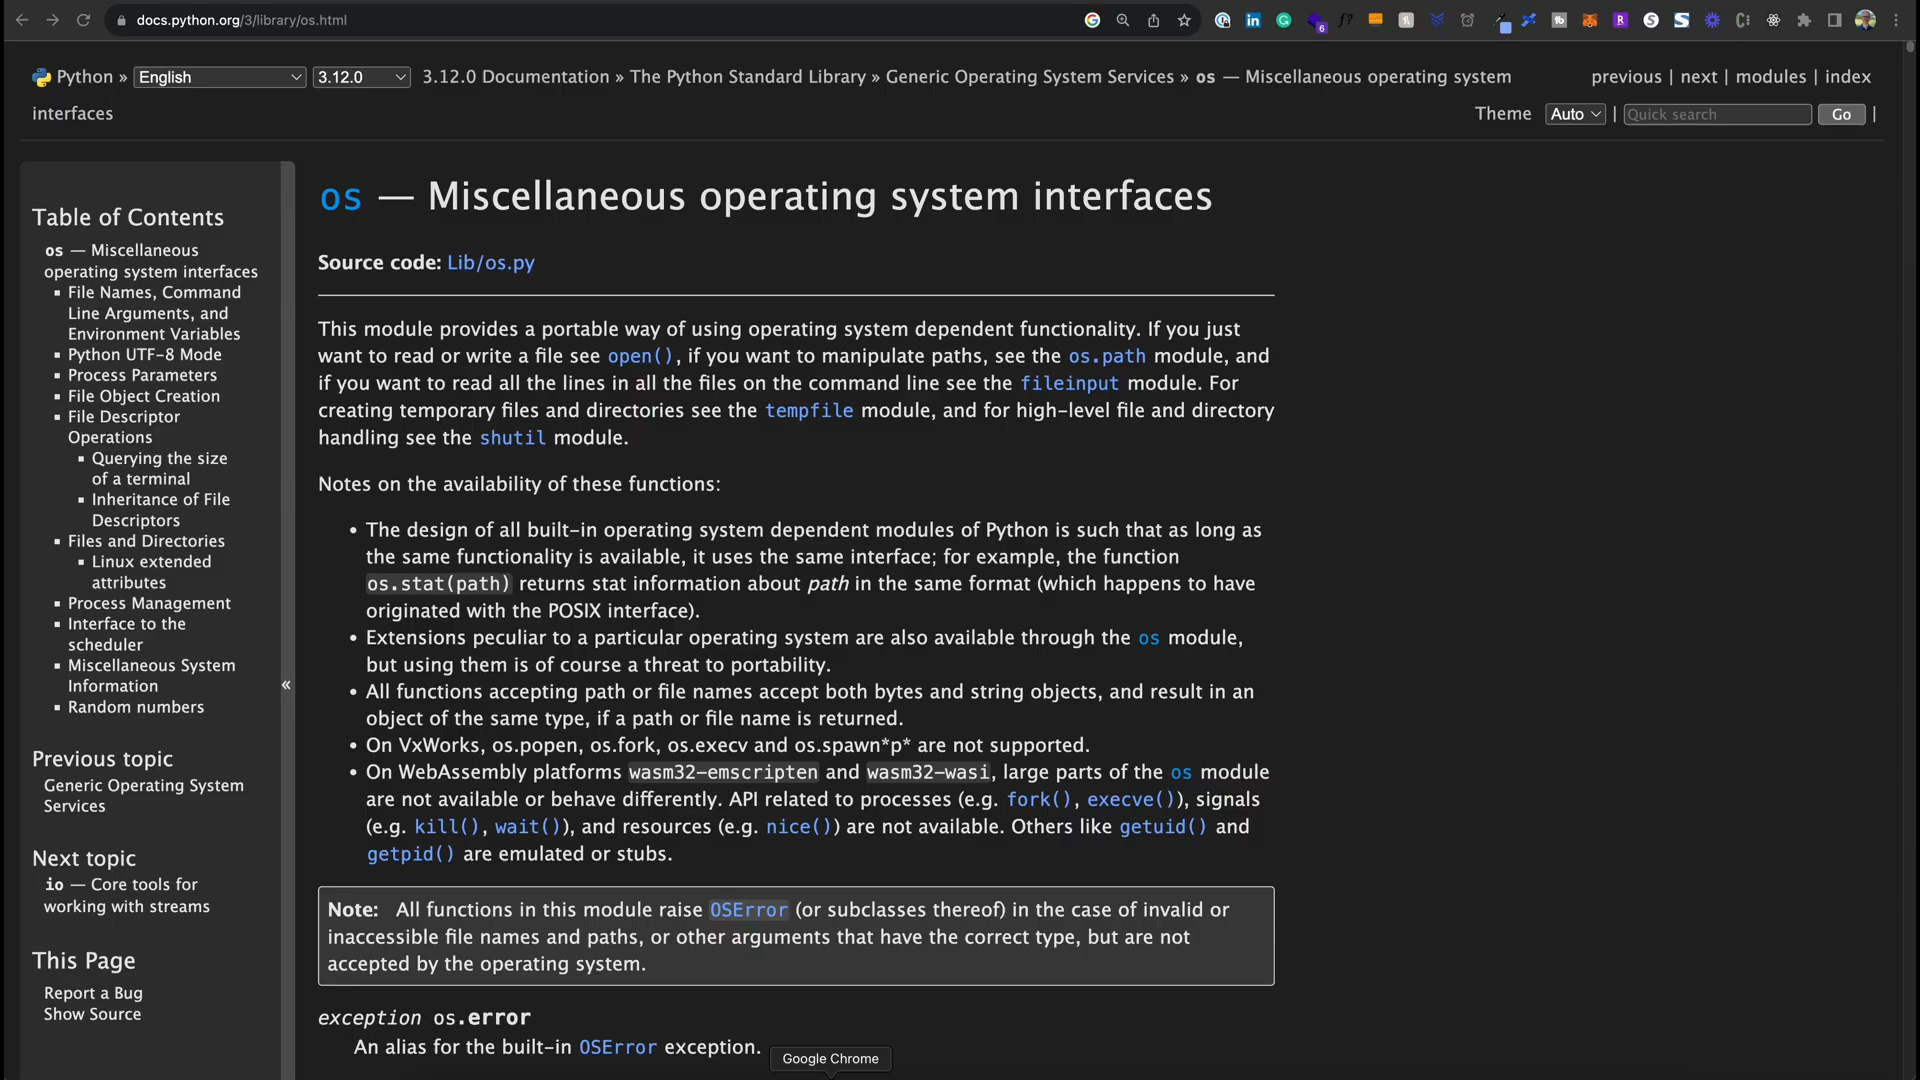 docs.python.org/3/library/os.html
6
Python » English 3.12.0 3.12.0 Documentation » The Python Standard Library » Generic Operating System Services » os — Miscellaneous operating system
interfaces
previous | next | modules | index
Theme Auto | Quick search Go |
Table of Contents
os — Miscellaneous
operating system interfaces
File Names, Command
Line Arguments, and
Environment Variables
Python UTF-8 Mode
Process Parameters
File Object Creation
File Descriptor
Operations
Querying the size
of a terminal
Inheritance of File
Descriptors
Files and Directories
Linux extended
attributes
Process Management
Interface to the
scheduler
Miscellaneous System
Information
Random numbers
Previous topic
Generic Operating System
Services
Next topic
io — Core tools for
working with streams
This Page
Report a Bug
Show Source
«
os — Miscellaneous operating system interfaces
Source code: Lib/os.py
This module provides a portable way of using operating system dependent functionality. If you just
want to read or write a file see open(), if you want to manipulate paths, see the os.path module, and
if you want to read all the lines in all the files on the command line see the fileinput module. For
creating temporary files and directories see the tempfile module, and for high-level file and directory
handling see the shutil module.
Notes on the availability of these functions:
• The design of all built-in operating system dependent modules of Python is such that as long as
the same functionality is available, it uses the same interface; for example, the function
os.stat(path) returns stat information about path in the same format (which happens to have
originated with the POSIX interface).
• Extensions peculiar to a particular operating system are also available through the os module,
but using them is of course a threat to portability.
• All functions accepting path or file names accept both bytes and string objects, and result in an
object of the same type, if a path or file name is returned.
• On VxWorks, os.popen, os.fork, os.execv and os.spawn*p* are not supported.
• On WebAssembly platforms wasm32-emscripten and wasm32-wasi, large parts of the os module
are not available or behave differently. API related to processes (e.g. fork(), execve()), signals
(e.g. kill(), wait()), and resources (e.g. nice()) are not available. Others like getuid() and
getpid() are emulated or stubs.
Note: All functions in this module raise OSError (or subclasses thereof) in the case of invalid or
inaccessible file names and paths, or other arguments that have the correct type, but are not
accepted by the operating system.
exception os.error
An alias for the built-in OSError exception.
Google Chrome